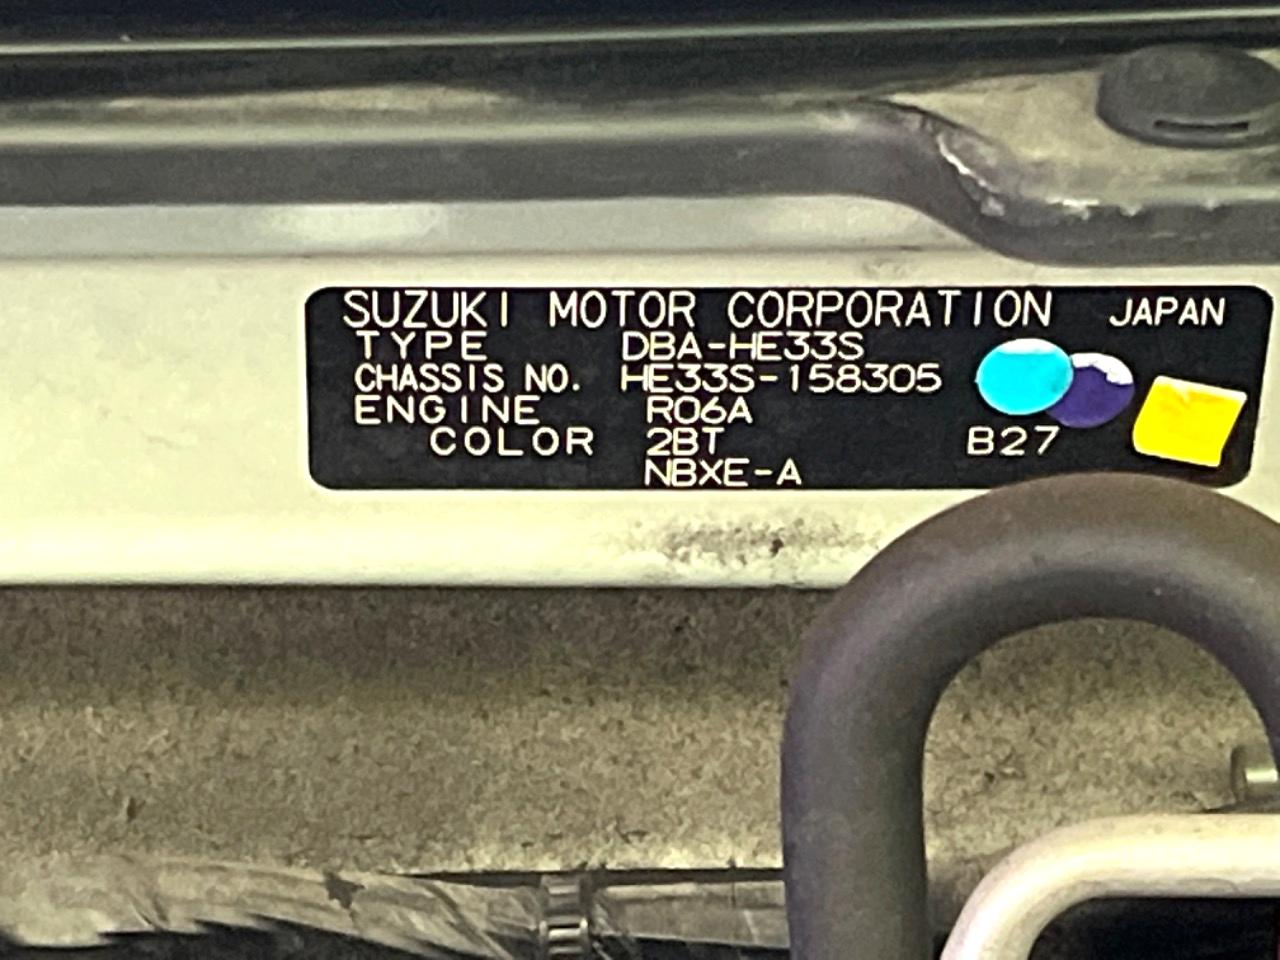 SUZUKI MOTOR CORPORATION JAPAN
TYPE DBA-HE33S
CHASSIS NO. HE33S-158305
ENGINE R06A
COLOR 2BT B27
NBXE-A